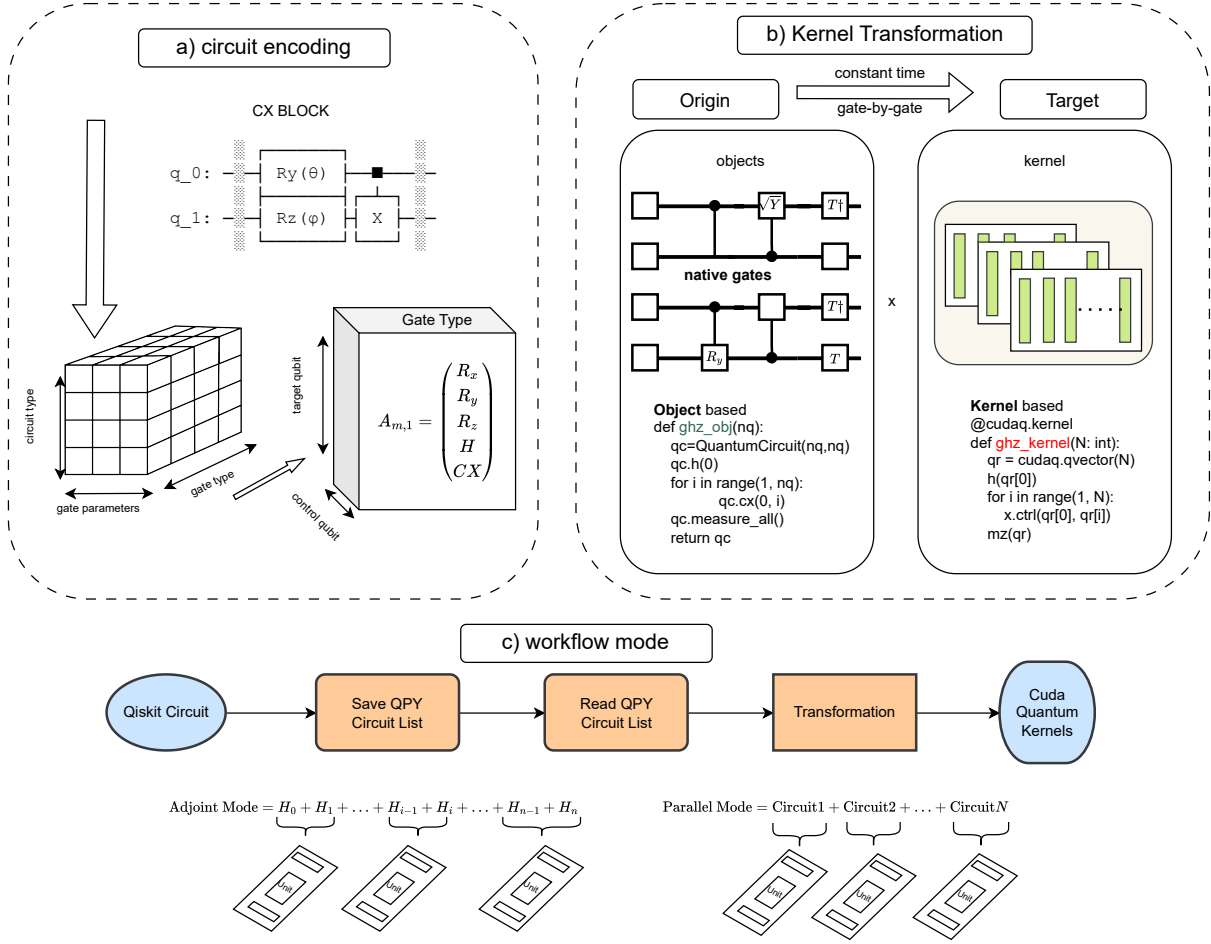 a) circuit encoding
CX BLOCK
q_0: Ry(θ)
q_1: Rz(φ) X
circuit type
gate parameters
gate type
Gate Type
target qubit
control qubit
A_{m,1} =
R_x
R_y
R_z
H
CX
b) Kernel Transformation
Origin
constant time
gate-by-gate
Target
objects
√Y T†
native gates
T†
R_y T
Object based
def ghz_obj(nq):
qc=QuantumCircuit(nq,nq)
qc.h(0)
for i in range(1, nq):
qc.cx(0, i)
qc.measure_all()
return qc
x
kernel
.....
Kernel based
@cudaq.kernel
def ghz_kernel(N: int):
qr = cudaq.qvector(N)
h(qr[0])
for i in range(1, N):
x.ctrl(qr[0], qr[i])
mz(qr)
c) workflow mode
Qiskit Circuit
Save QPY
Circuit List
Read QPY
Circuit List
Transformation
Cuda
Quantum
Kernels
Adjoint Mode = H_0 + H_1 + ... + H_{i-1} + H_i + ... + H_{n-1} + H_n
Unit
Unit
Unit
Parallel Mode = Circuit1 + Circuit2 + ... + CircuitN
Unit
Unit
Unit